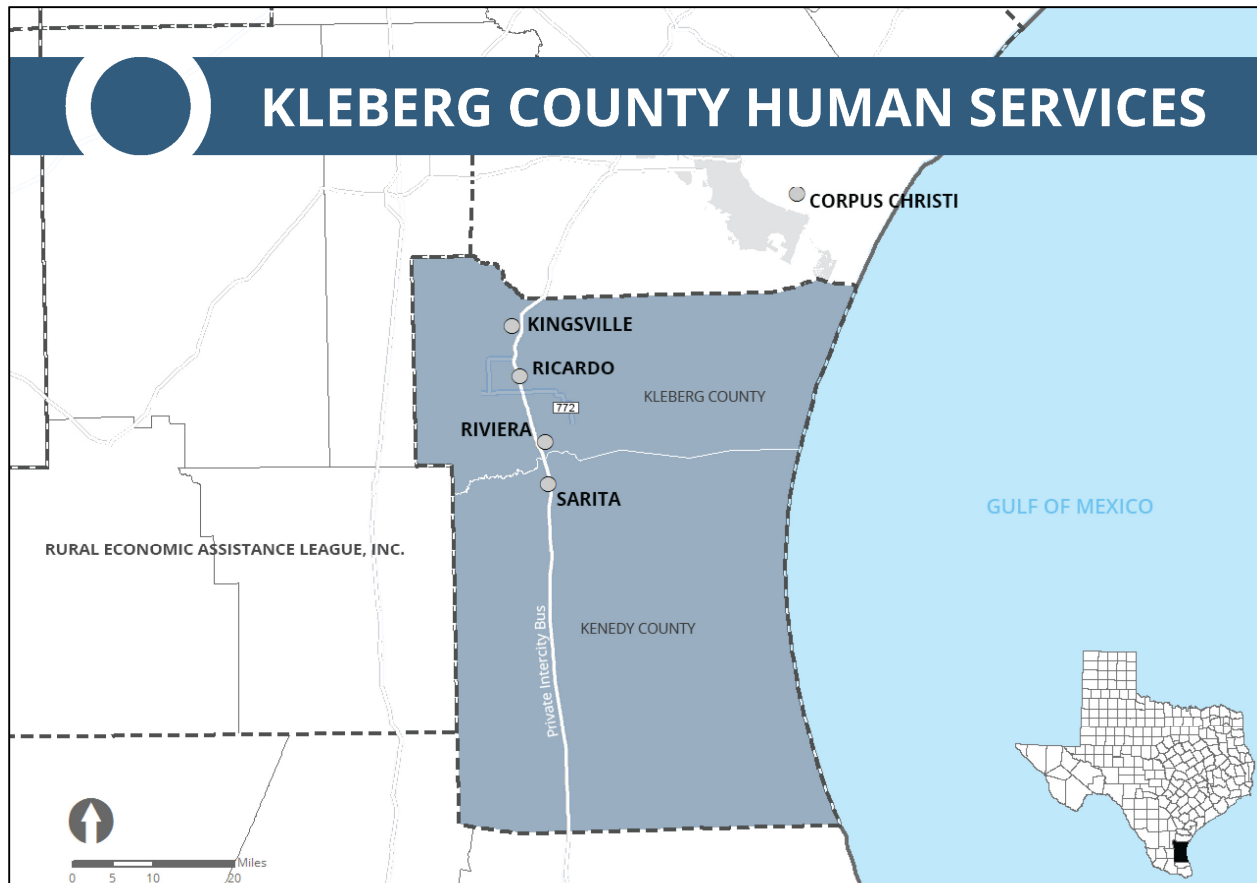 KLEBERG COUNTY HUMAN SERVICES
CORPUS CHRISTI
KINGSVILLE
RICARDO
KLEBERG COUNTY
772
RIVIERA
SARITA
GULF OF MEXICO
RURAL ECONOMIC ASSISTANCE LEAGUE, INC.
KENEDY COUNTY
Private Intercity Bus
Miles
0 5 10 20